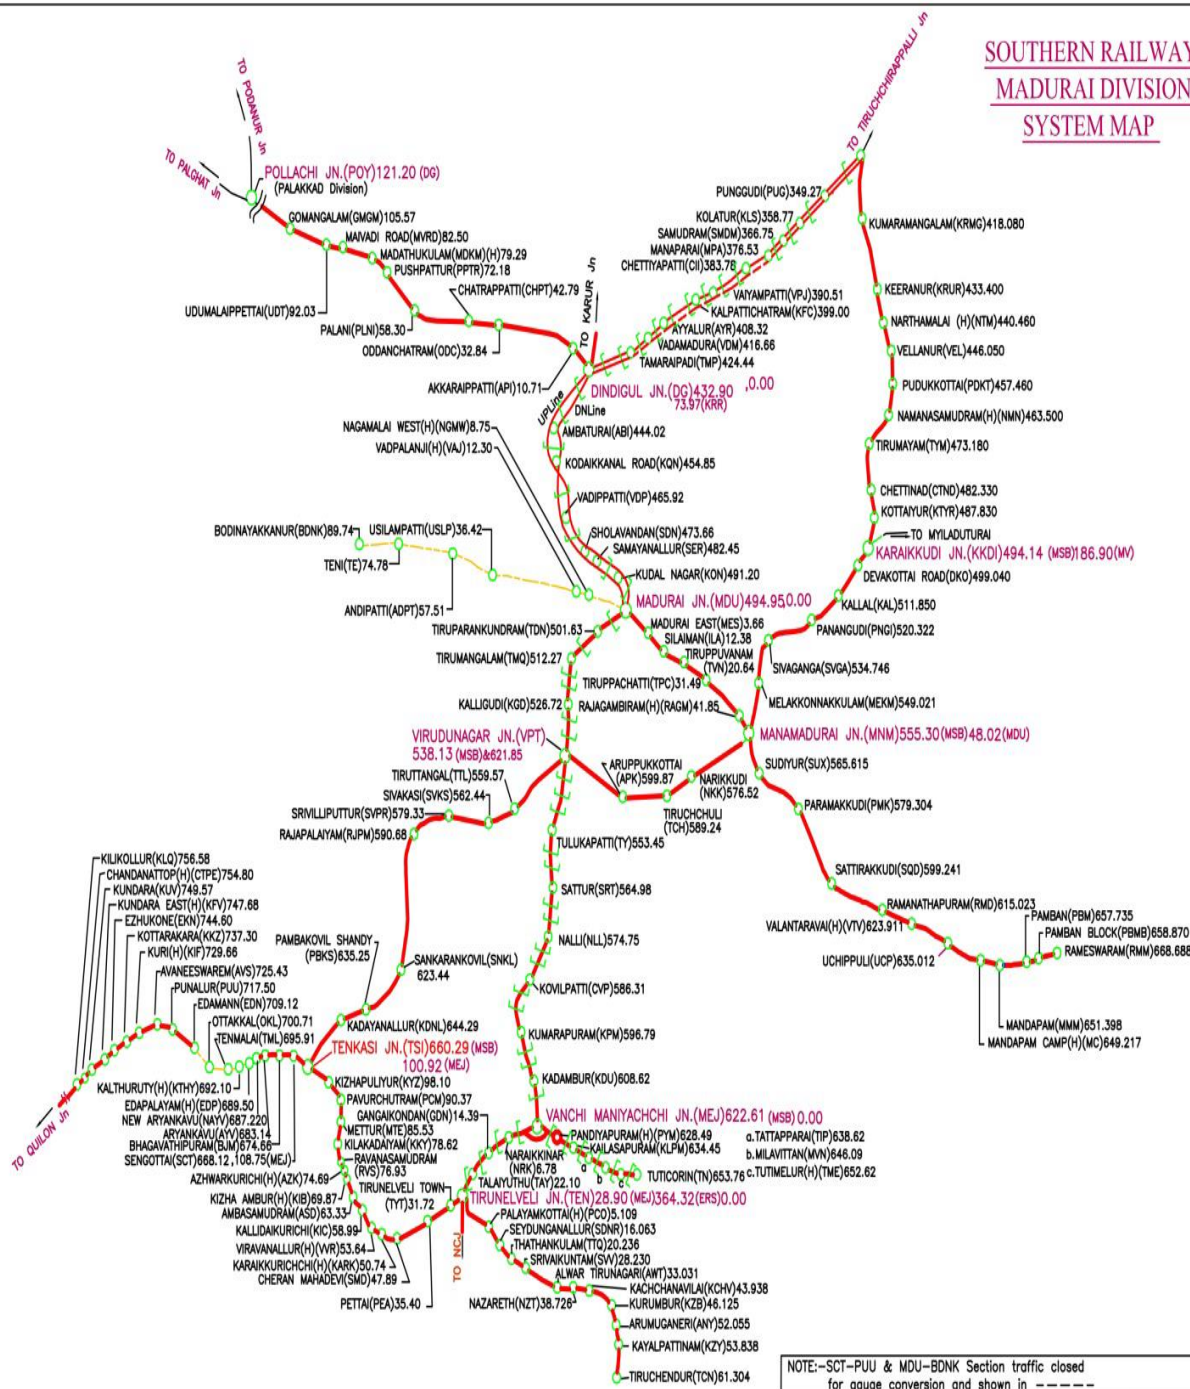 SOUTHERN RAILWAY
MADURAI DIVISION
SYSTEM MAP
TO PODANUR Jn
TO PALGHAT Jn
POLLACHI JN.(POY)121.20 (DG)
(PALAKKAD Division)
GOMANGALAM(GMGM)105.57
MAIVADI ROAD(MVRD)82.50
MADATHUKULAM(MDKM)(H)79.29
PUSHPATTUR(PPTR)72.18
CHATRAPPATTI(CHPT)42.79
UDUMALAIPPETTAI(UDT)92.03
PALANI(PLNI)58.30
ODDANCHATRAM(ODC)32.84
AKKARAIPPATTI(API)10.71
TO KARUR Jn
TO TIRUCHCHIRAPPALLI Jn
PUNGGUDI(PUG)349.27
KOLATUR(KLS)358.77
SAMUDRAM(SMDM)366.75
MANAPARAI(MPA)376.53
CHETTIYAPATTI(CII)383.76
VAIYAMPATTI(VPJ)390.51
KALPATTICHATRAM(KFC)399.00
AYYALUR(AYR)408.32
VADAMADURA(VDM)416.66
TAMARAIPADI(TMP)424.44
DINDIGUL JN.(DG)432.90 ,0.00
73.97(KRR)
UPLine
DNLine
AMBATURAI(ABI)444.02
KODAIKKANAL ROAD(KQN)454.85
VADIPPATTI(VDP)465.92
SHOLAVANDAN(SDN)473.66
SAMAYANALLUR(SER)482.45
KUDAL NAGAR(KON)491.20
MADURAI JN.(MDU)494.95,0.00
NAGAMALAI WEST(H)(NGMW)8.75
VADPALANJI(H)(VAJ)12.30
BODINAYAKKANUR(BDNK)89.74
USILAMPATTI(USLP)36.42
TENI(TE)74.78
ANDIPATTI(ADPT)57.51
KUMARAMANGALAM(KRMG)418.080
KEERANUR(KRUR)433.400
NARTHAMALAI (H)(NTM)440.460
VELLANUR(VEL)446.050
PUDUKKOTTAI(PDKT)457.460
NAMANASAMUDRAM(H)(NMN)463.500
TIRUMAYAM(TYM)473.180
CHETTINAD(CTND)482.330
KOTTAIYUR(KTYR)487.830
TO MYILADUTURAI
KARAIKKUDI JN.(KKDI)494.14 (MSB)186.90(MV)
DEVAKOTTAI ROAD(DKO)499.040
KALLAL(KAL)511.850
PANANGUDI(PNGI)520.322
SIVAGANGA(SVGA)534.746
MELAKKONNAKKULAM(MEKM)549.021
MANAMADURAI JN.(MNM)555.30(MSB)48.02(MDU)
MADURAI EAST(MES)3.66
SILAIMAN(ILA)12.38
TIRUPPUVANAM
(TVN)20.64
TIRUPPACHATTI(TPC)31.49
RAJAGAMBIRAM(H)(RAGM)41.85
TIRUPARANKUNDRAM(TDN)501.63
TIRUMANGALAM(TMQ)512.27
KALLIGUDI(KGD)526.72
VIRUDUNAGAR JN.(VPT)
538.13(MSB)&621.85
ARUPPUKKOTTAI
(APK)599.87
NARIKKUDI
(NKK)576.52
TIRUCHCHULI
(TCH)589.24
SUDIYUR(SUX)565.615
PARAMAKKUDI(PMK)579.304
SATTIRAKKUDI(SQD)599.241
RAMANATHAPURAM(RMD)615.023
VALANTARAVAI(H)(VTV)623.911
UCHIPPULI(UCP)635.012
PAMBAN(PBM)657.735
PAMBAN BLOCK(PBMB)658.870
RAMESWARAM(RMM)668.688
MANDAPAM(MMM)651.398
MANDAPAM CAMP(H)(MC)649.217
TIRUTTANGAL(TTL)559.57
SIVAKASI(SVKS)562.44
SRIVILLIPUTTUR(SVPR)579.33
RAJAPALAIYAM(RJPM)590.68
SANKARANKOVIL(SNKL)
623.44
PAMBAKOVIL SHANDY
(PBKS)635.25
KADAYANALLUR(KDNL)644.29
TENKASI JN.(TSI)660.29(MSB)
100.92(MEJ)
KILIKOLLUR(KLQ)756.58
CHANDANATTOP(H)(CTPE)754.80
KUNDARA(KUV)749.57
KUNDARA EAST(H)(KFV)747.68
EZHUKONE(EKN)744.60
KOTTARAKARA(KKZ)737.30
KURI(H)(KIF)729.66
AVANEESWAREM(AVS)725.43
PUNALUR(PUU)717.50
EDAMANN(EDN)709.12
OTTAKKAL(OKL)700.71
TENMALAI(TML)695.91
KALTHURUTY(H)(KTHY)692.10
EDAPALAYAM(H)(EDP)689.50
NEW ARYANKAVU(NAYV)687.220
ARYANKAVU(AYV)683.14
BHAGAVATHIPURAM(BJM)674.66
SENGOTTAI(SCT)668.12,108.75(MEJ)
TO QUILON Jn
TULUKAPATTI(TY)553.45
SATTUR(SRT)564.98
NALLI(NLL)574.75
KOVILPATTI(CVP)586.31
KUMARAPURAM(KPM)596.79
KADAMBUR(KDU)608.62
VANCHI MANIYACHCHI JN.(MEJ)622.61(MSB)0.00
PANDIYAPURAM(H)(PYM)628.49
KAILASAPURAM(KLPM)634.45
a
b
c
TUTICORIN(TN)653.76
a.TATTAPPARAI(TIP)638.62
b.MILAVITTAN(MVN)646.09
c.TUTIMELUR(H)(TME)652.62
KIZHAPULIYUR(KYZ)98.10
PAVURCHUTRAM(PCM)90.37
METTUR(MTE)85.53
KILAKADAIYAM(KKY)78.62
RAVANASAMUDRAM
(RVS)76.93
AZHWARKURICHI(H)(AZK)74.69
KIZHA AMBUR(H)(KIB)69.87
AMBASAMUDRAM(ASD)63.33
KALLIDAIKURICHI(KIC)58.99
VIRAVANALLUR(H)(VVR)53.64
KARAIKKURICHCHI(H)(KARK)50.74
CHERAN MAHADEVI(SMD)47.89
PETTAI(PEA)35.40
TIRUNELVELI TOWN
(TYT)31.72
GANGAIKONDAN(GDN)14.39
NARAIKKINAR
(NRK)6.78
TALAIYUTHU(TAY)22.10
TIRUNELVELI JN.(TEN)28.90(MEJ)364.32(ERS)0.00
TO NCJ
PALAYAMKOTTAI(H)(PCO)5.109
SEYDUNGANALLUR(SDNR)16.063
THATHANKULAM(TTQ)20.236
SRIVAIKUNTAM(SVV)28.230
ALWAR TIRUNAGARI(AWT)33.031
NAZARETH(NZT)38.726
KACHCHANAVILAI(KCHV)43.938
KURUMBUR(KZB)46.125
ARUMUGANERI(ANY)52.055
KAYALPATTINAM(KZY)53.838
TIRUCHENDUR(TCN)61.304
NOTE:-SCT-PUU & MDU-BDNK Section traffic closed
for gauge conversion and shown in -----